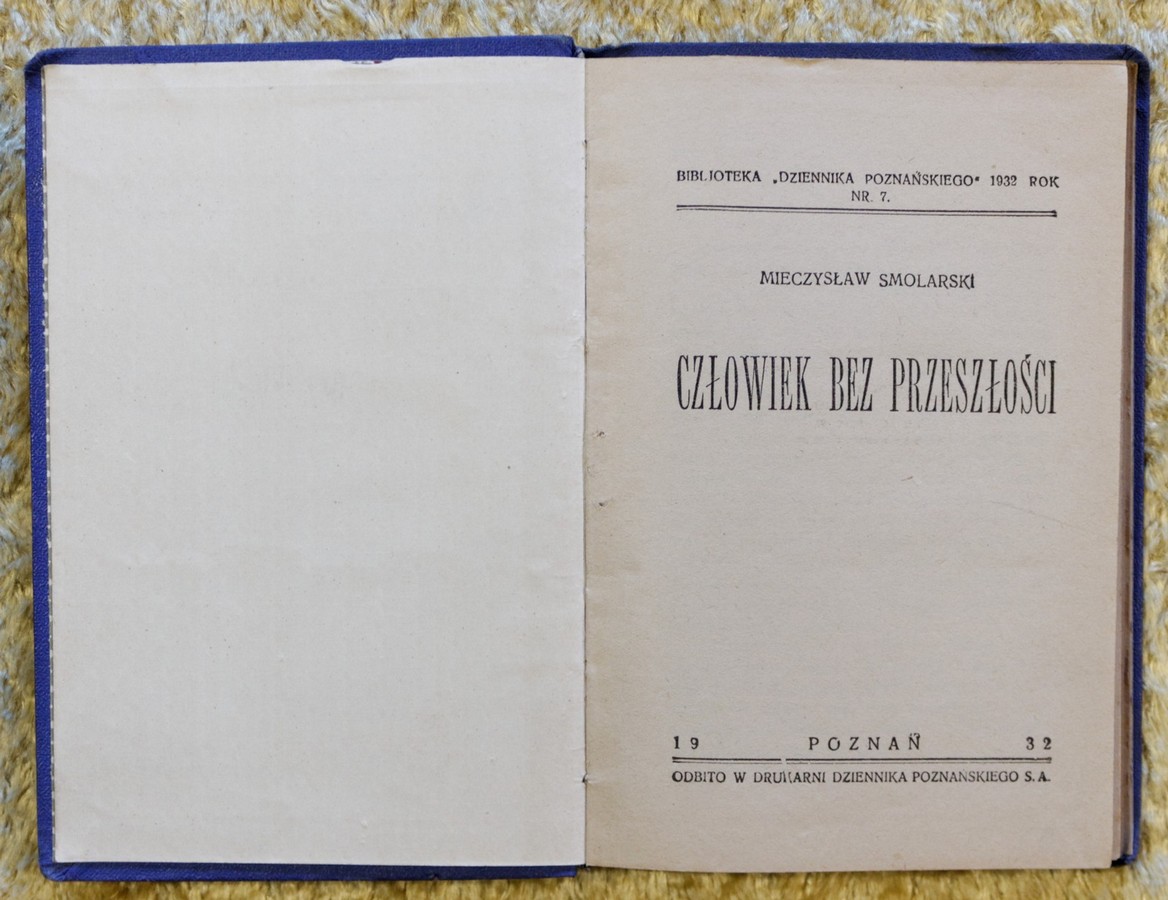 BIBLJOTEKA „DZIENNIKA POZNAŃSKIEGO" 1932 ROK
NR. 7.
MIECZYSŁAW SMOLARSKI
CZŁOWIEK BEZ PRZESZŁOŚCI
19 POZNAŃ 32
ODBITO W DRUKARNI DZIENNIKA POZNAŃSKIEGO S. A.